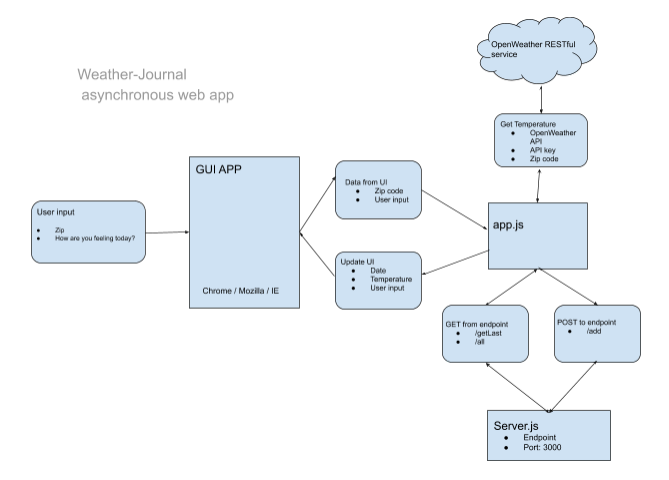 OpenWeather RESTful
service
Weather-Journal
asynchronous web app
Get Temperature
● OpenWeather
API
● API key
● Zip code
GUI APP
Data from UI
● Zip code
● User input
User input
● Zip
● How are you feeling today?
app.js
Update UI
● Date
● Temperature
● User input
Chrome / Mozilla / IE
GET from endpoint
● /getLast
● /all
POST to endpoint
● /add
Server.js
● Endpoint
● Port: 3000